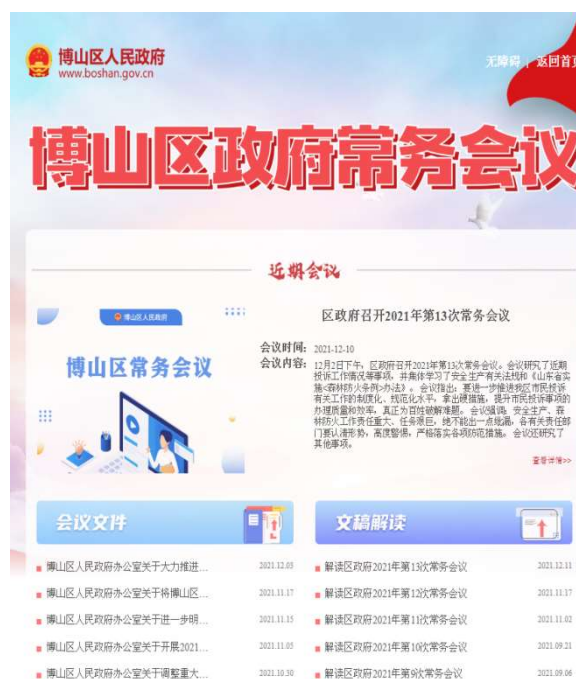 博山区人民政府
www.boshan.gov.cn
无障碍 | 返回首页
博山区政府常务会议
近期会议
博山区人民政府
博山区常务会议
区政府召开2021年第13次常务会议
会议时间: 2021-12-10
会议内容: 12月2日下午，区政府召开2021年第13次常务会议。会议研究了近期
投诉工作情况等事项，并集体学习了安全生产有关法规和《山东省实
施<森林防火条例>办法》。会议指出：要进一步推进我区市民投诉
有关工作的制度化、规范化水平，拿出硬措施，提升市民投诉事项的
办理质量和效率，真正为百姓破解难题。会议强调，安全生产、森
林防火工作责任重大、任务艰巨，绝不能出一点纰漏，各有关责任部
门要认清形势，高度警惕，严格落实各项防范措施。会议还研究了
其他事项。
查看详情>>
会议文件
博山区人民政府办公室关于大力推进... 2021.12.03
博山区人民政府办公室关于将博山区... 2021.11.17
博山区人民政府办公室关于进一步明... 2021.11.15
博山区人民政府办公室关于开展2021... 2021.11.05
博山区人民政府办公室关于调整重大... 2021.10.30
文稿解读
解读区政府2021年第13次常务会议 2021.12.11
解读区政府2021年第12次常务会议 2021.11.17
解读区政府2021年第11次常务会议 2021.11.02
解读区政府2021年第10次常务会议 2021.09.21
解读区政府2021年第9次常务会议 2021.09.06